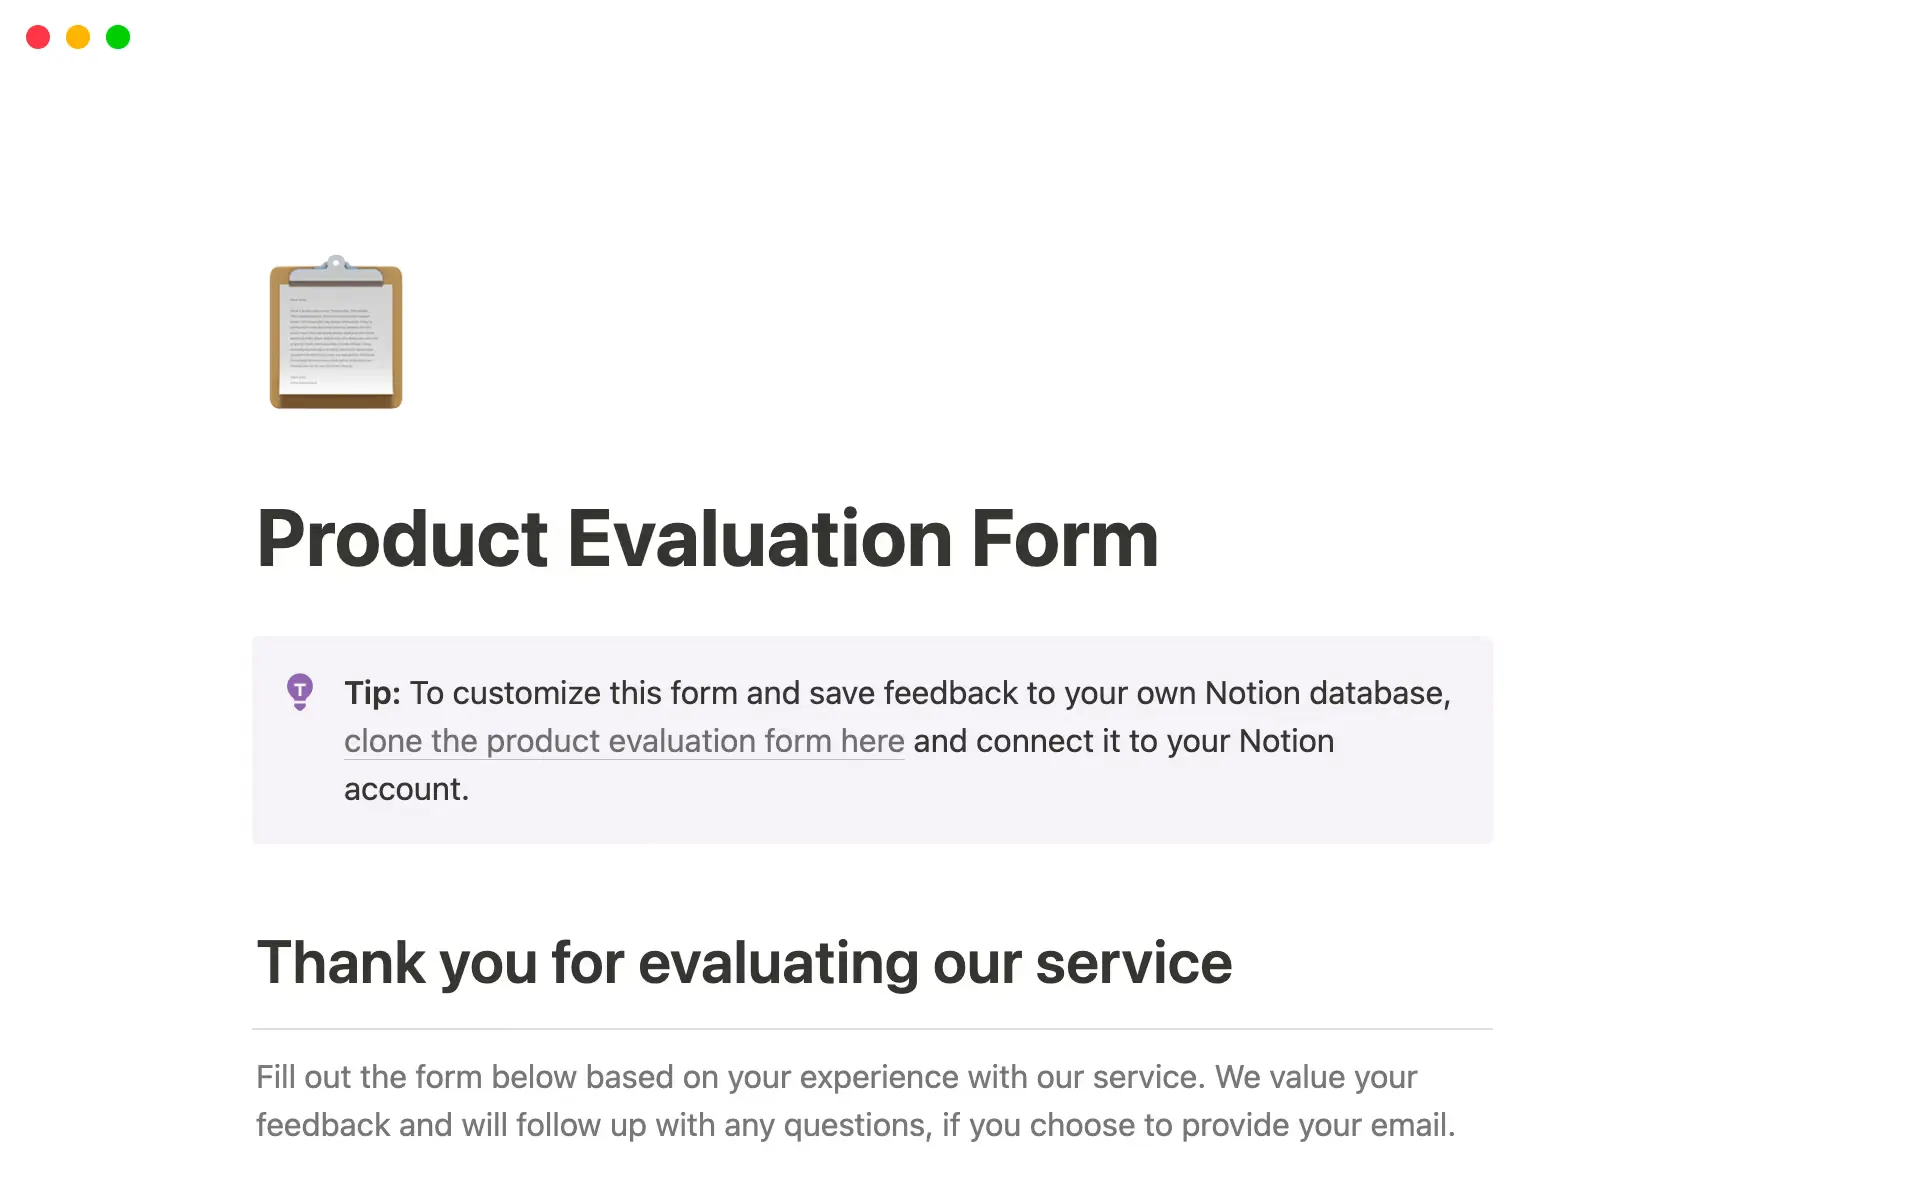 Product Evaluation Form
Tip: To customize this form and save feedback to your own Notion database,
clone the product evaluation form here and connect it to your Notion
account.
Thank you for evaluating our service
Fill out the form below based on your experience with our service. We value your
feedback and will follow up with any questions, if you choose to provide your email.